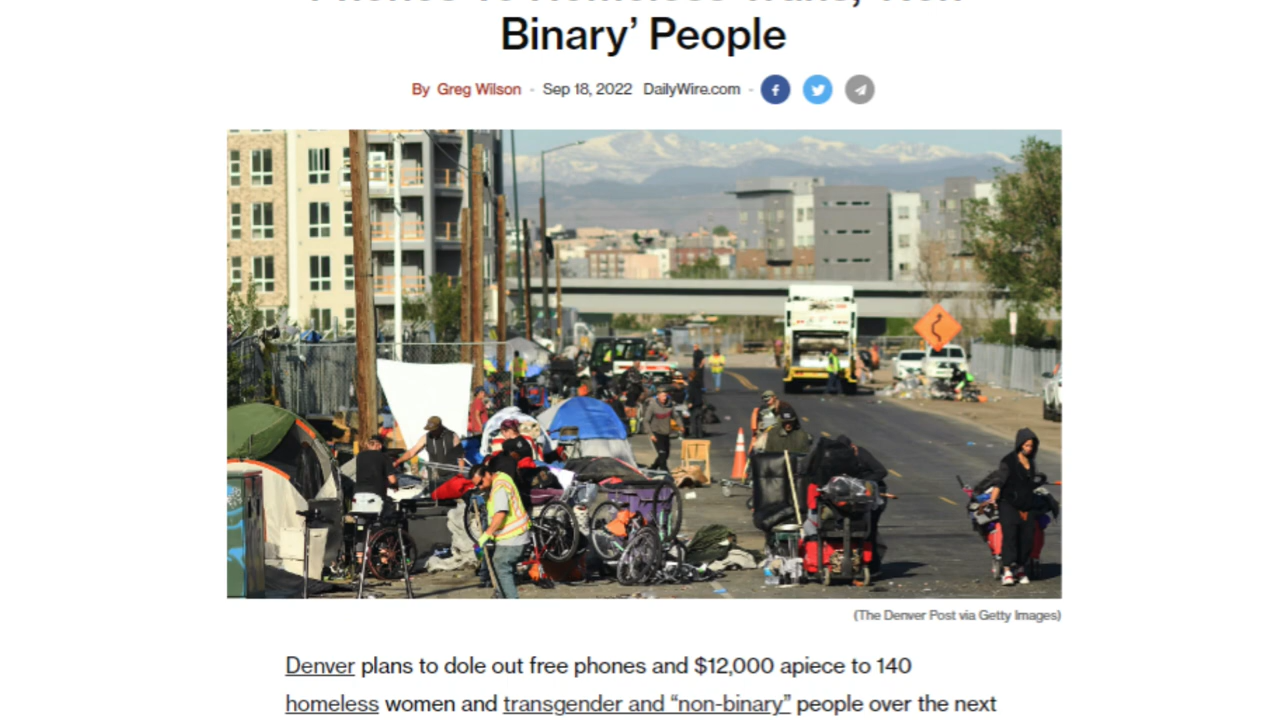 Binary’ People
By Greg Wilson - Sep 18, 2022 DailyWire.com -
(The Denver Post via Getty Images)
Denver plans to dole out free phones and $12,000 apiece to 140
homeless women and transgender and “non-binary” people over the next